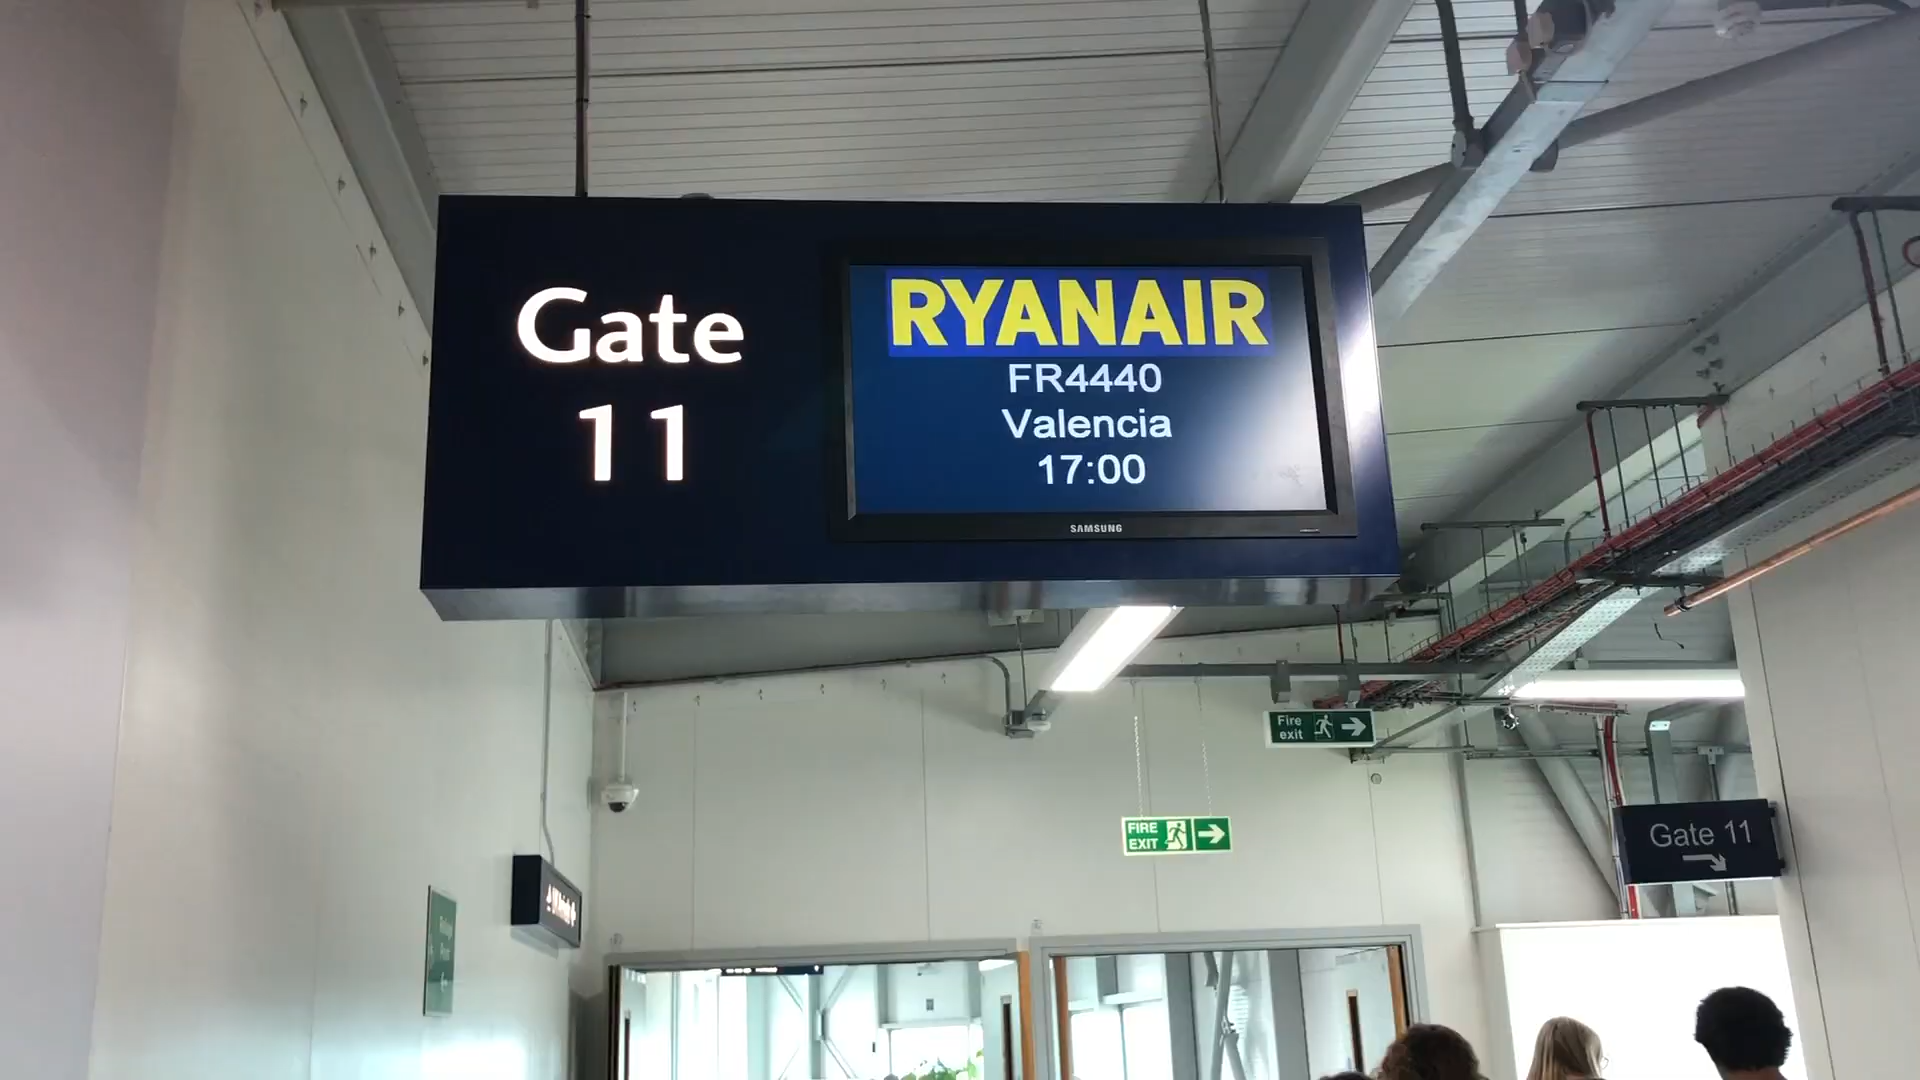 Gate
11
RYANAIR
FR4440
Valencia
17:00
SAMSUNG
Fire
exit
FIRE
EXIT
Gate 11